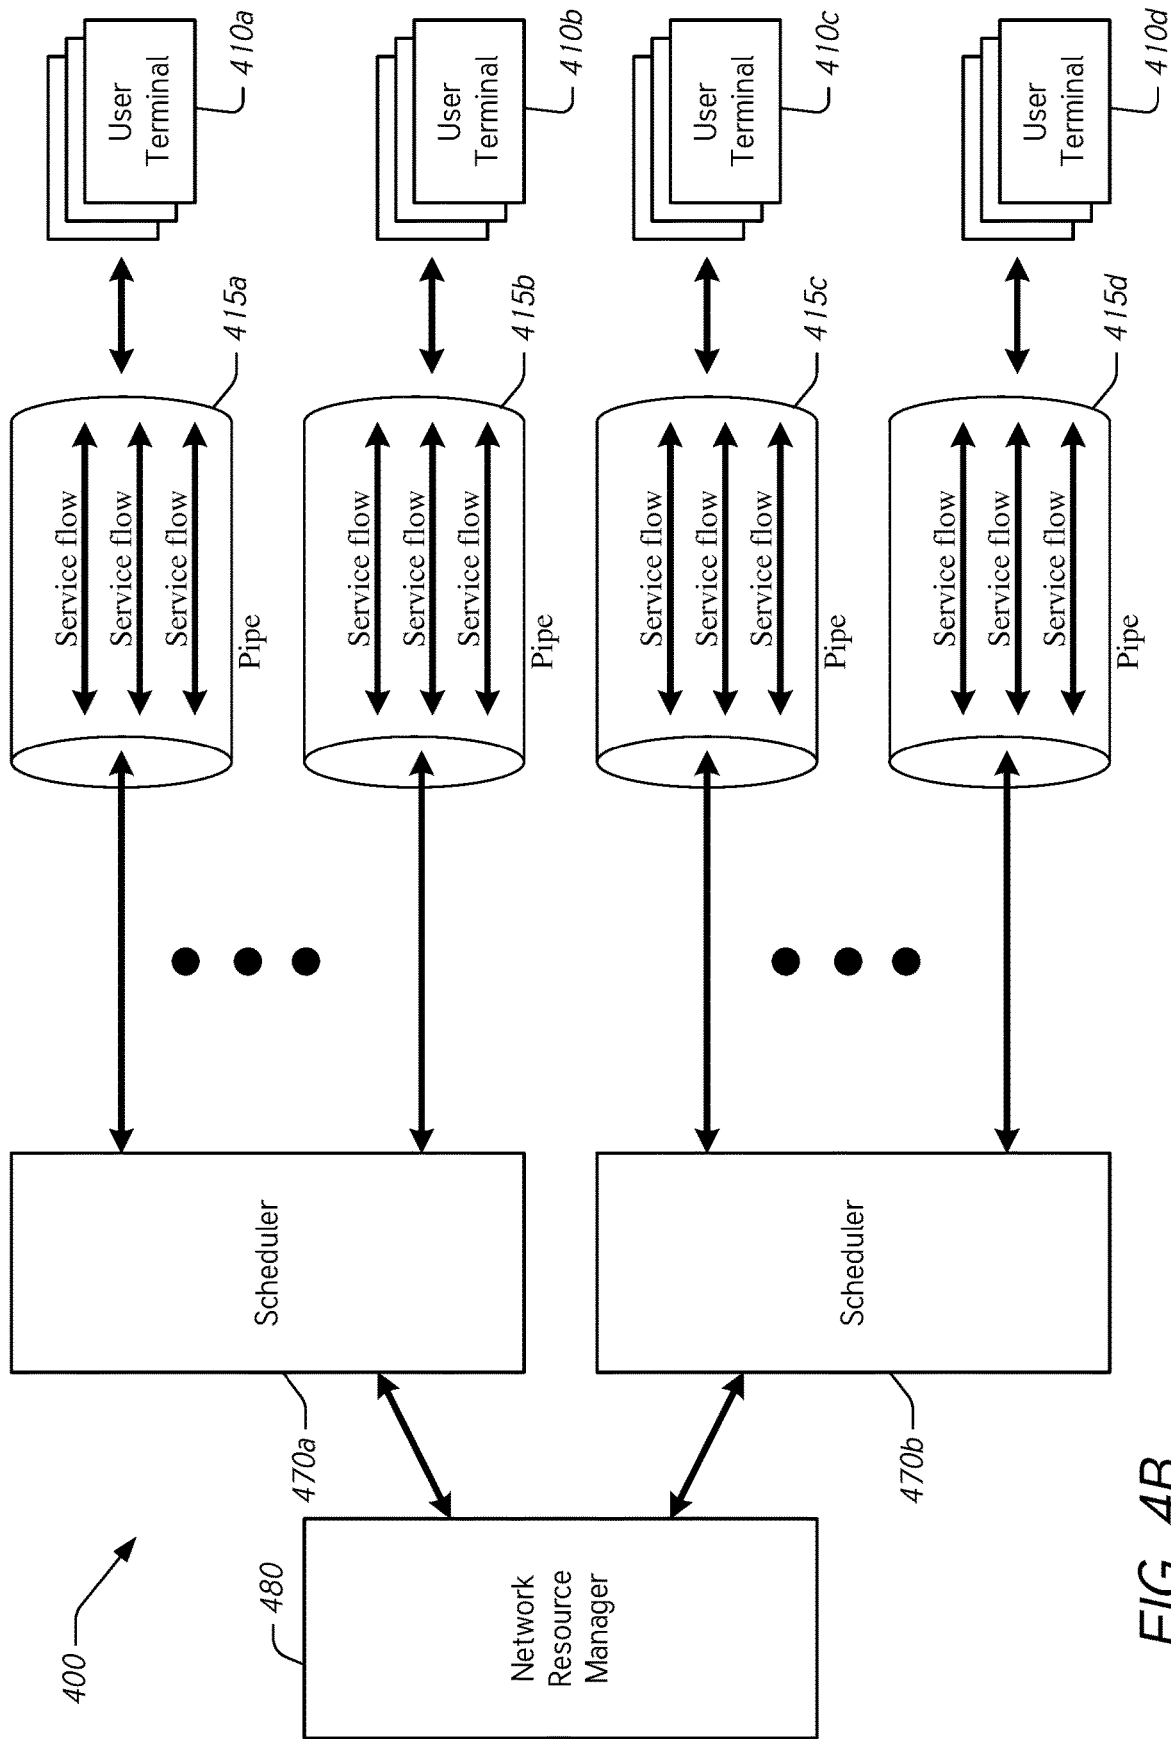 400
480
Network
Resource
Manager
470a
Scheduler
470b
Scheduler
Service flow
Service flow
Service flow
Pipe
415a
User
Terminal
410a
Service flow
Service flow
Service flow
Pipe
415b
User
Terminal
410b
Service flow
Service flow
Service flow
Pipe
415c
User
Terminal
410c
Service flow
Service flow
Service flow
Pipe
415d
User
Terminal
410d
FIG. 4B